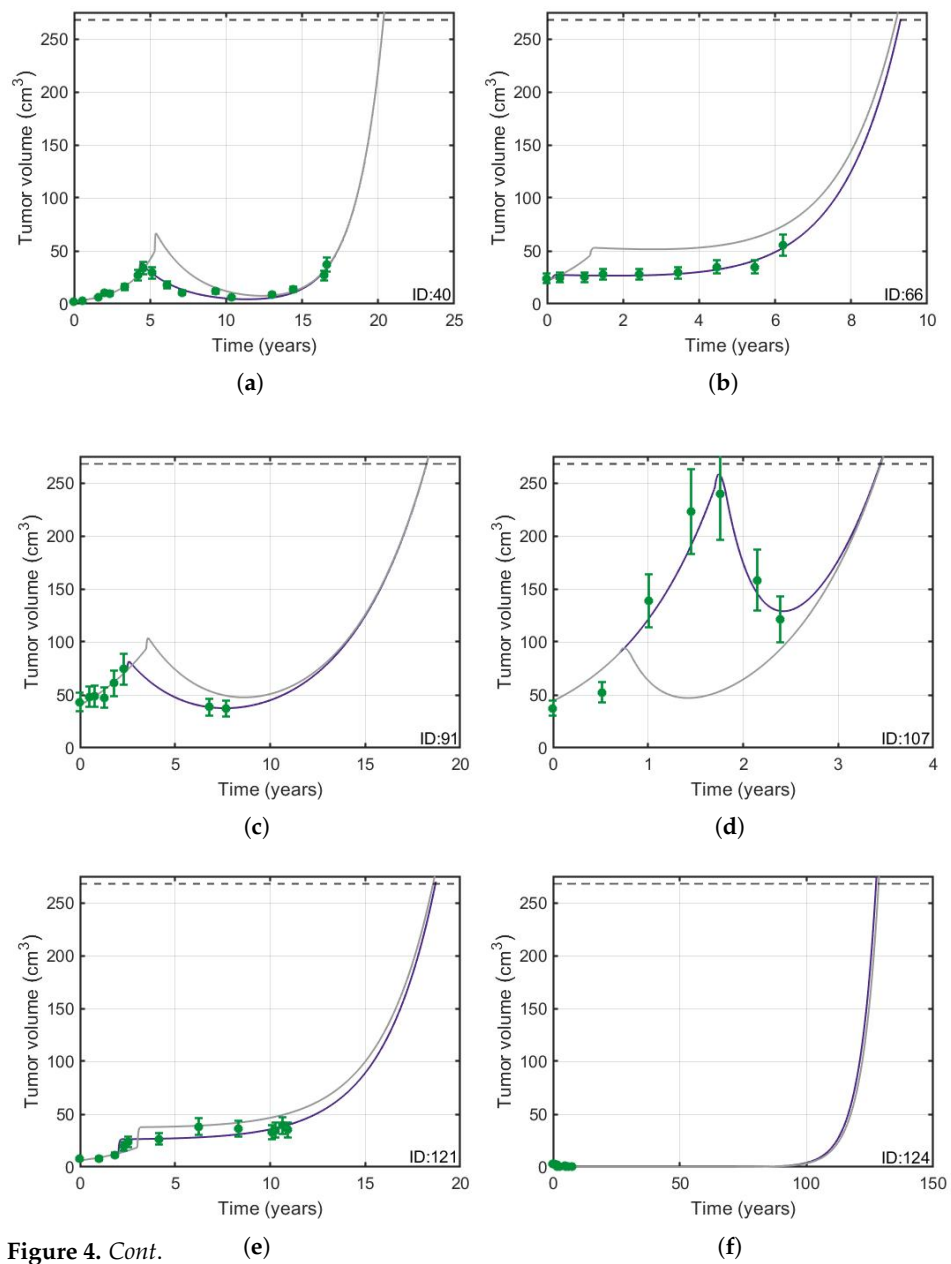 250
200
150
100
50
0
Tumor volume (cm³)
0 5 10 15 20 25
Time (years)
ID:40
(a)
250
200
150
100
50
0
Tumor volume (cm³)
0 2 4 6 8 10
Time (years)
ID:66
(b)
250
200
150
100
50
0
Tumor volume (cm³)
0 5 10 15 20
Time (years)
ID:91
(c)
250
200
150
100
50
0
Tumor volume (cm³)
0 1 2 3 4
Time (years)
ID:107
(d)
250
200
150
100
50
0
Tumor volume (cm³)
0 5 10 15 20
Time (years)
ID:121
(e)
250
200
150
100
50
0
Tumor volume (cm³)
0 50 100 150
Time (years)
ID:124
(f)
Figure 4. Cont.